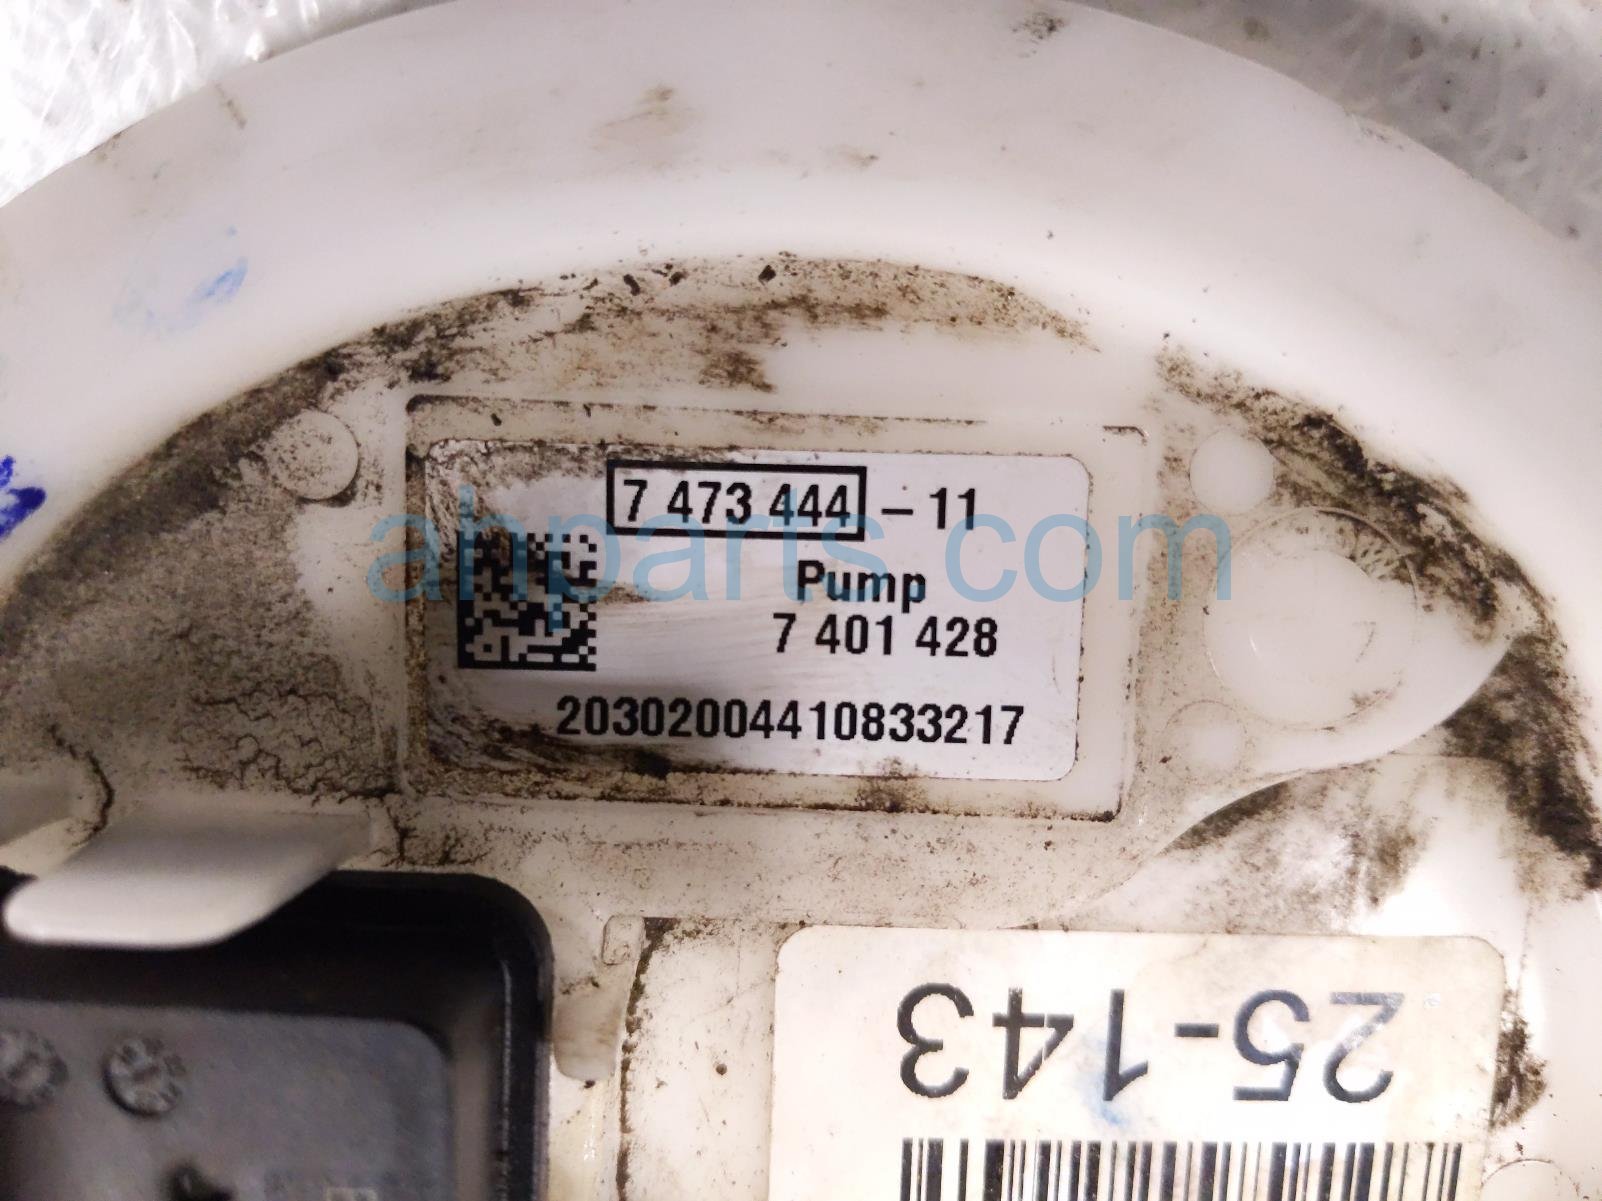 7 473 444 – 11
Pump
7 401 428
20302004410833217
25-143
ahparts.com